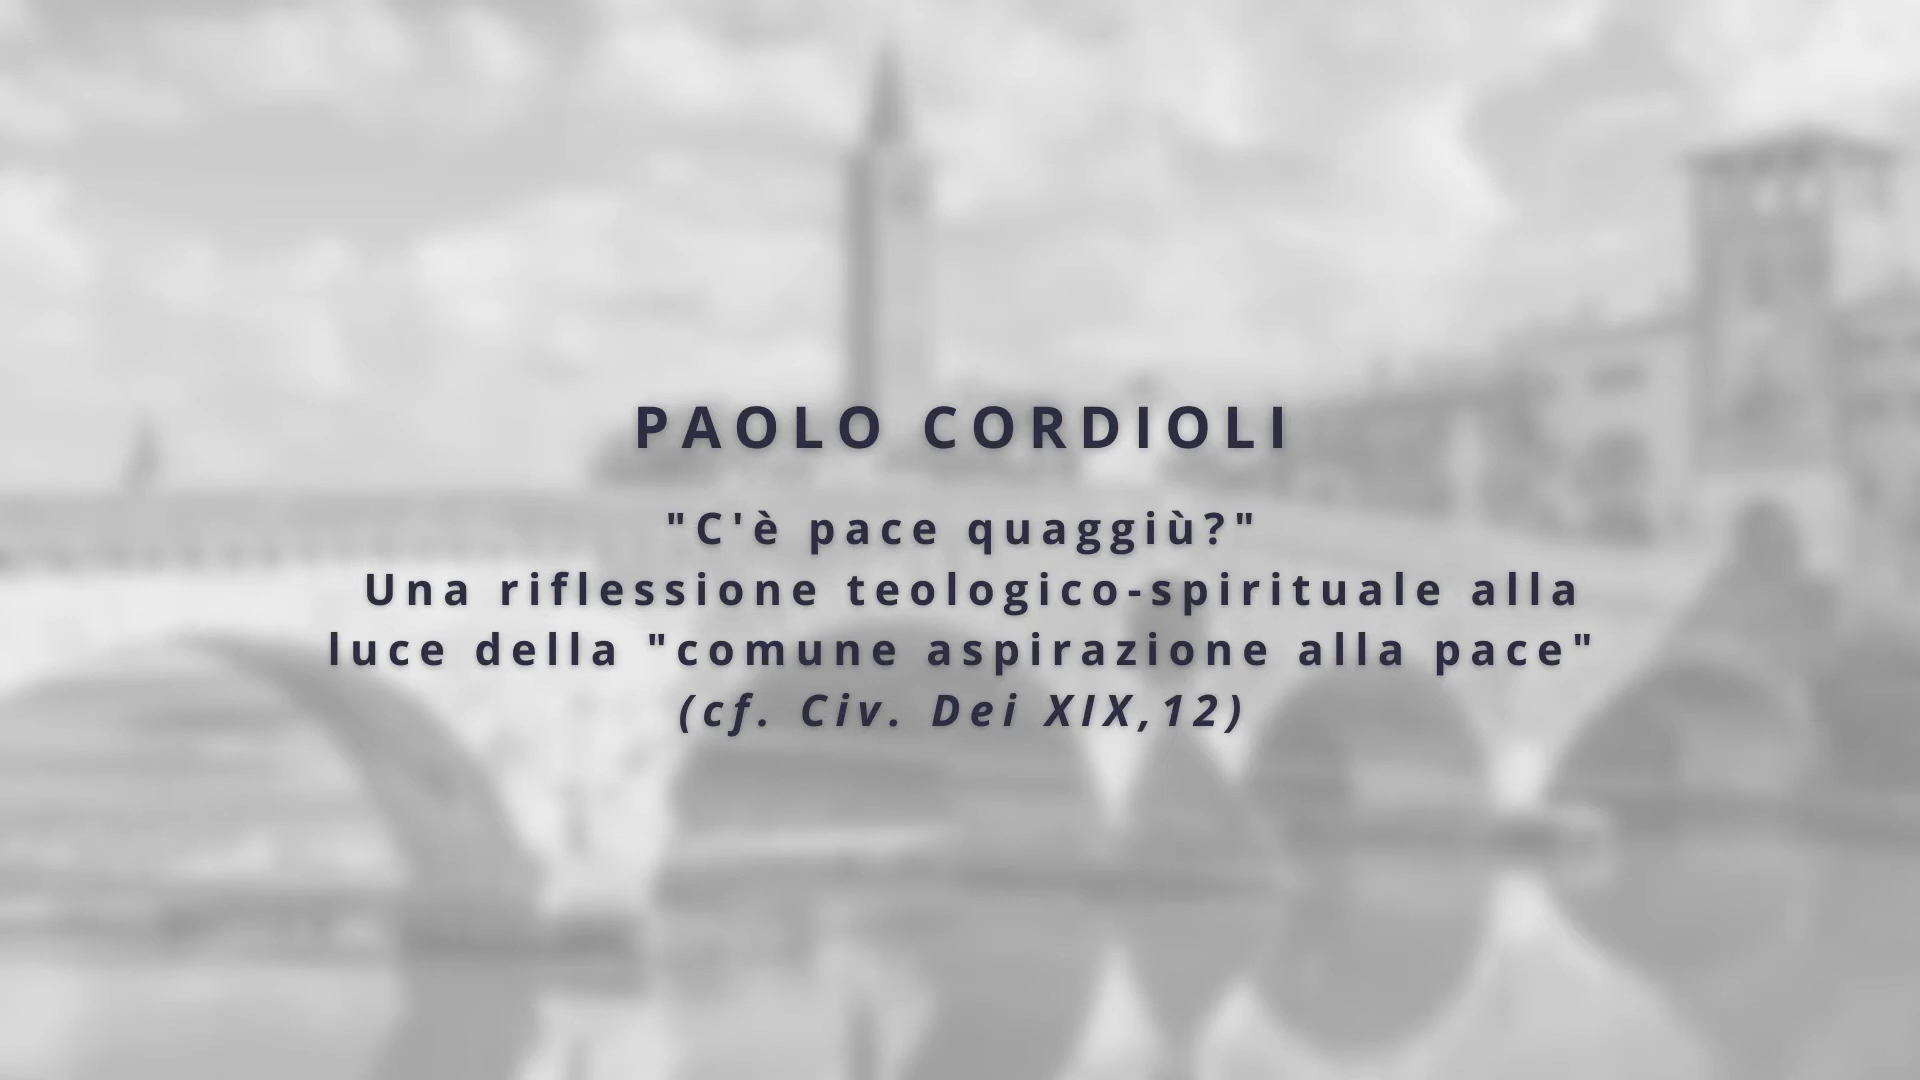 PAOLO CORDIOLI
"C'è pace quaggiù?"
Una riflessione teologico-spirituale alla
luce della "comune aspirazione alla pace"
(cf. Civ. Dei XIX,12)